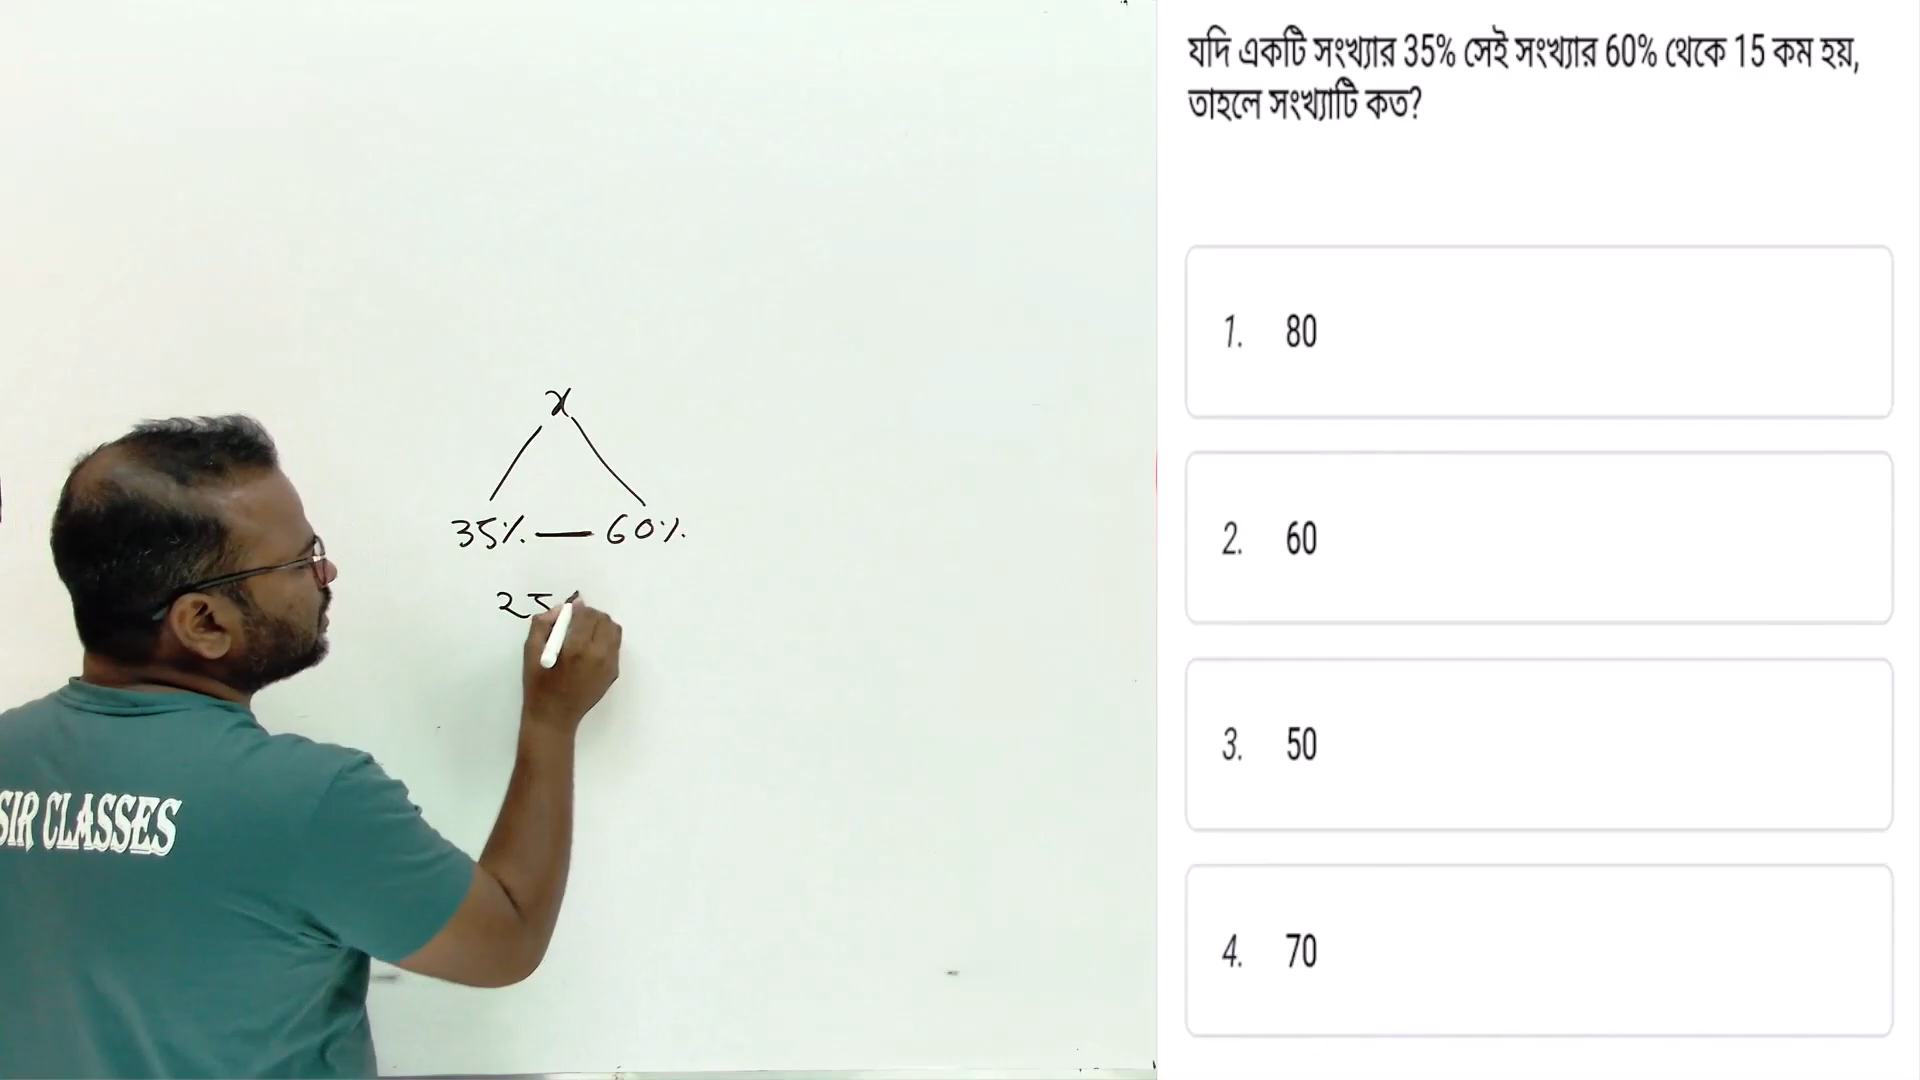 যদি একটি সংখ্যার 35% সেই সংখ্যার 60% থেকে 15 কম হয়,
তাহলে সংখ্যাটি কত?
1. 80
2. 60
3. 50
4. 70
x
35% — 60%
25
SIR CLASSES